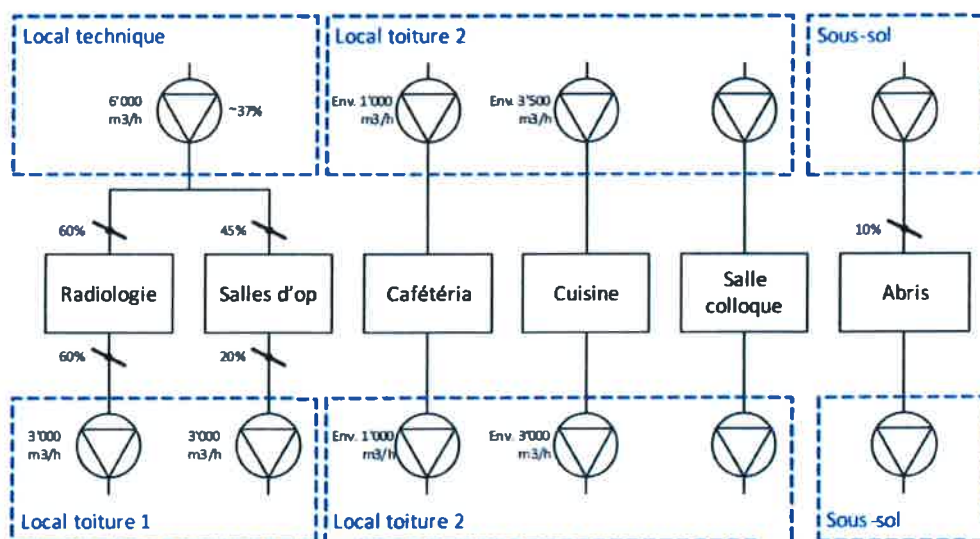 Local technique
Local toiture 2
Sous-sol
6'000
m3/h
~37%
Env. 1'000
m3/h
Env. 3'500
m3/h
60%
45%
10%
Radiologie
Salles d'op
Cafétéria
Cuisine
Salle
colloque
Abris
60%
20%
3'000
m3/h
3'000
m3/h
Env. 1'000
m3/h
Env. 3'000
m3/h
Local toiture 1
Local toiture 2
Sous-sol